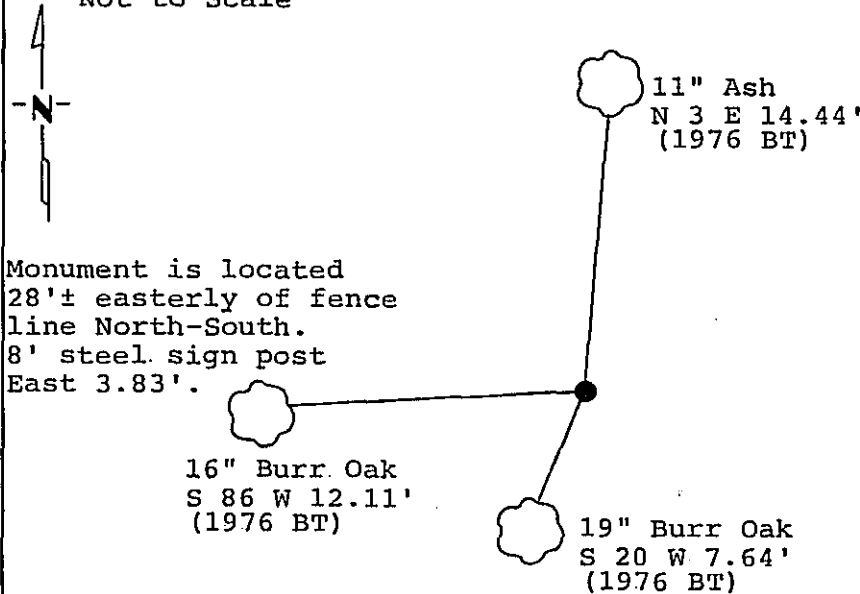 Not to Scale
N
11" Ash
N 3 E 14.44'
(1976 BT)
Monument is located
28'± easterly of fence
line North-South.
8' steel sign post
East 3.83'.
16" Burr Oak
S 86 W 12.11'
(1976 BT)
19" Burr Oak
S 20 W 7.64'
(1976 BT)